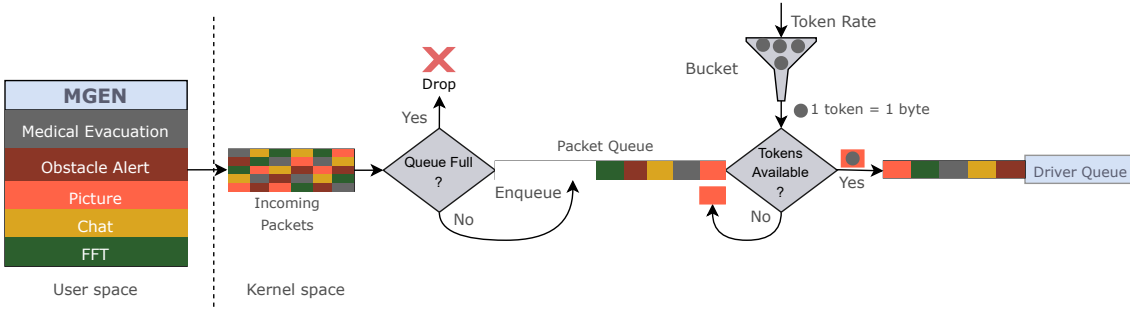 MGEN
Medical Evacuation
Obstacle Alert
Picture
Chat
FFT
User space
Kernel space
Incoming
Packets
Drop
Yes
Queue Full
?
No
Enqueue
Packet Queue
Token Rate
Bucket
1 token = 1 byte
Tokens
Available
?
No
Yes
Driver Queue